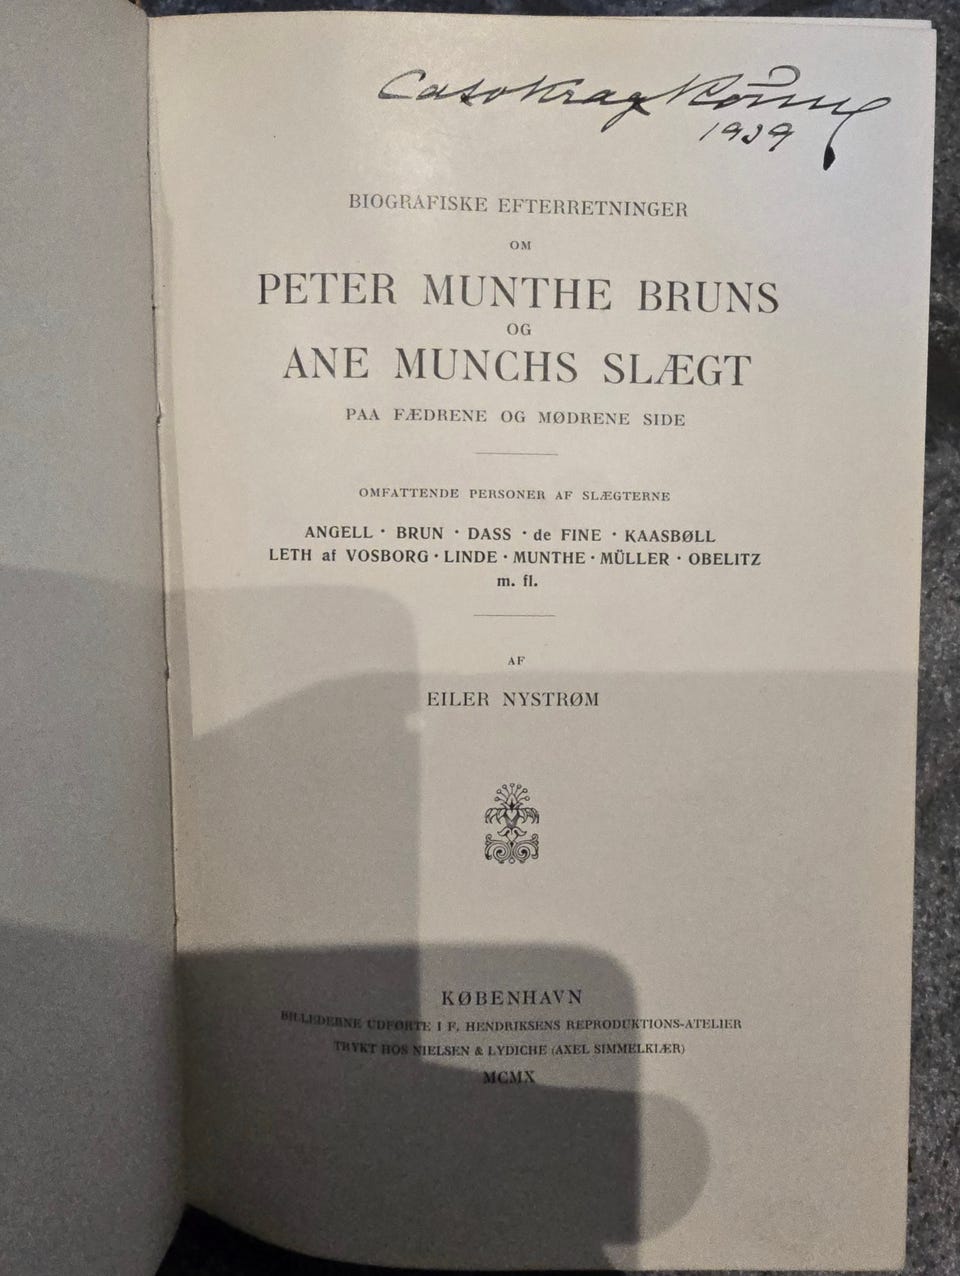 1939
BIOGRAFISKE EFTERRETNINGER
OM
PETER MUNTHE BRUNS
OG
ANE MUNCHS SLÆGT
PAA FÆDRENE OG MØDRENE SIDE
OMFATTENDE PERSONER AF SLÆGTERNE
ANGELL · BRUN · DASS · de FINE · KAASBØLL
LETH af VOSBORG · LINDE · MUNTHE · MÜLLER · OBELITZ
m. fl.
AF
EILER NYSTRØM
KØBENHAVN
BILLEDERNE UDFØRTE I F. HENDRIKSENS REPRODUKTIONS-ATELIER
TRYKT HOS NIELSEN & LYDICHE (AXEL SIMMELKIÆR)
MCMX